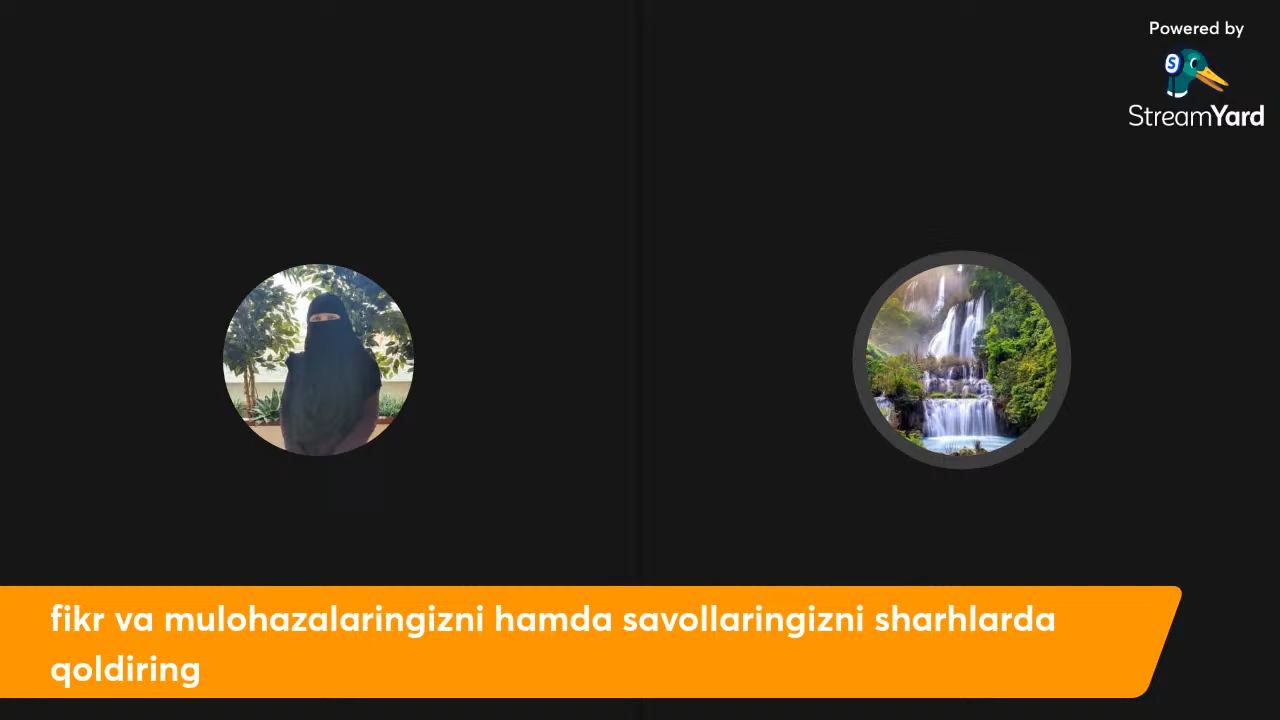 Powered by
S
StreamYard
fikr va mulohazalaringizni hamda savollaringizni sharhlarda
qoldiring